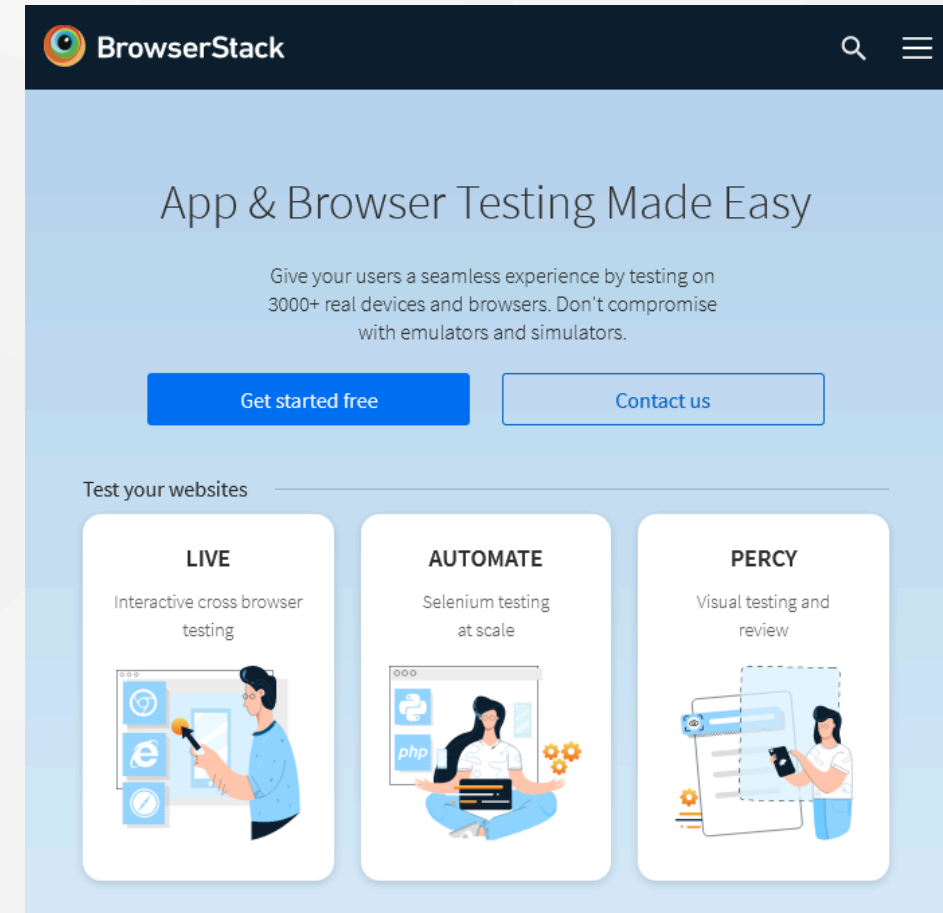 BrowserStack
App & Browser Testing Made Easy
Give your users a seamless experience by testing on
3000+ real devices and browsers. Don't compromise
with emulators and simulators.
Get started free
Contact us
Test your websites
LIVE
Interactive cross browser
testing
AUTOMATE
Selenium testing
at scale
php
PERCY
Visual testing and
review